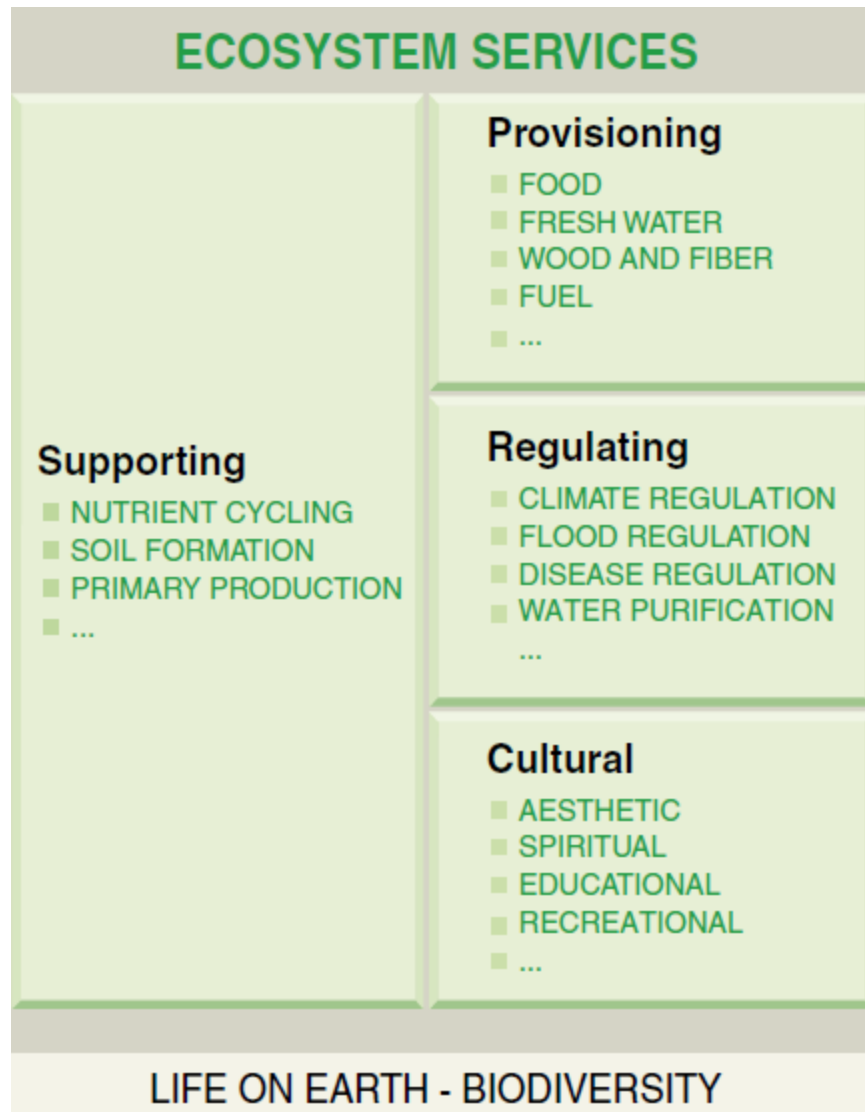 ECOSYSTEM SERVICES
Supporting
NUTRIENT CYCLING
SOIL FORMATION
PRIMARY PRODUCTION
...
Provisioning
FOOD
FRESH WATER
WOOD AND FIBER
FUEL
...
Regulating
CLIMATE REGULATION
FLOOD REGULATION
DISEASE REGULATION
WATER PURIFICATION
...
Cultural
AESTHETIC
SPIRITUAL
EDUCATIONAL
RECREATIONAL
...
LIFE ON EARTH - BIODIVERSITY